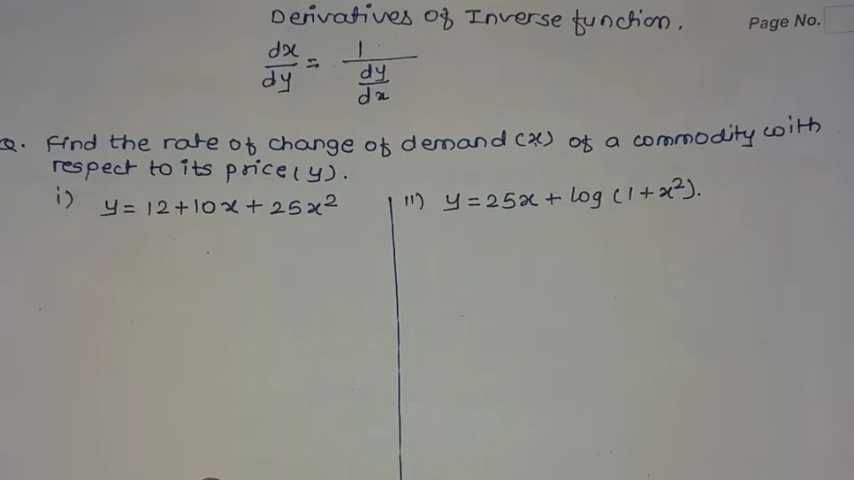 Derivatives of Inverse function.
Page No.
dx/dy = 1/(dy/dx)
Q. Find the rate of change of demand (x) of a commodity with
respect to its price (y).
i) y = 12 + 10x + 25x²
ii) y = 25x + log (1 + x²).